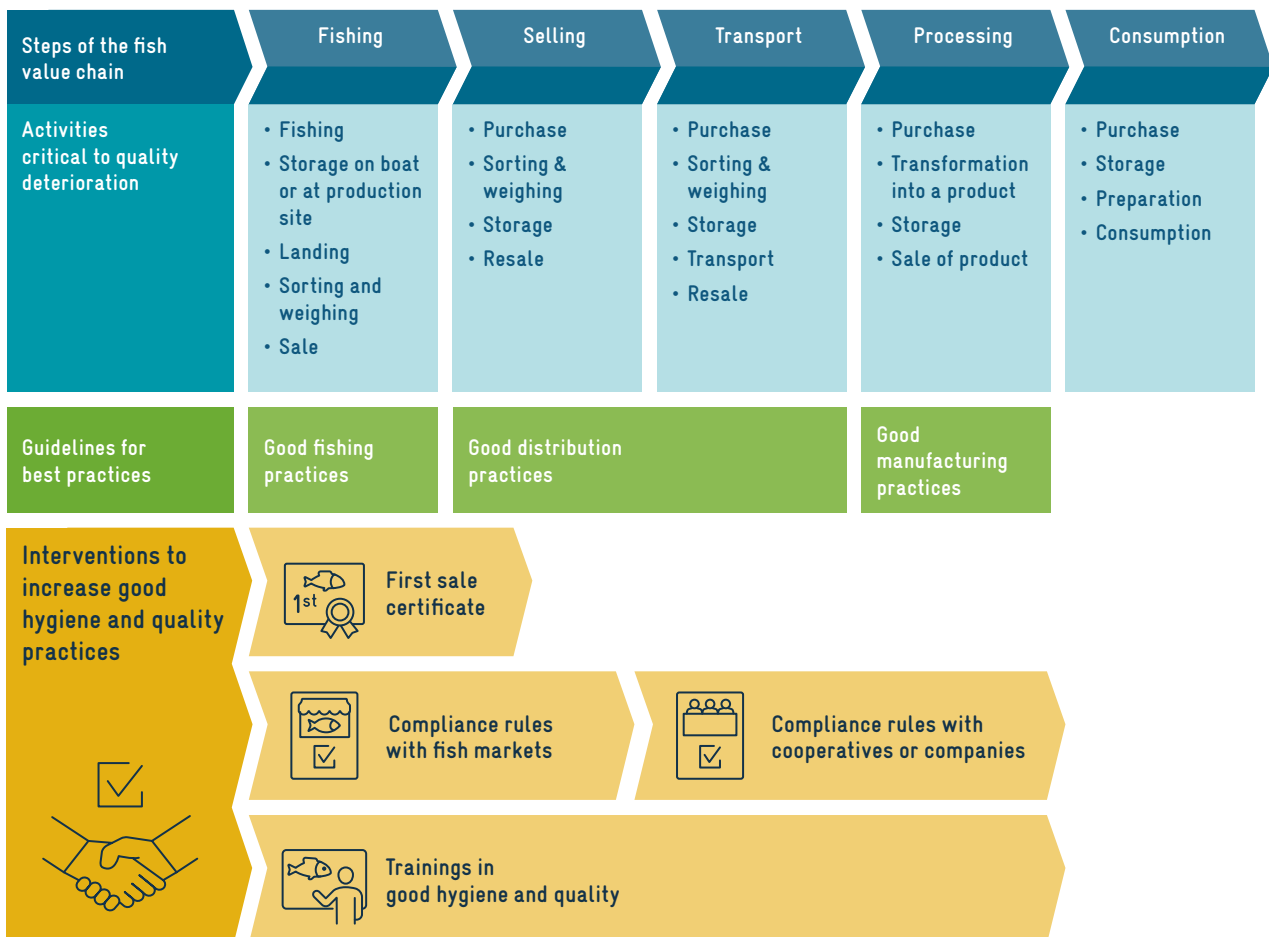 Steps of the fish
value chain
Fishing
Selling
Transport
Processing
Consumption
Activities
critical to quality
deterioration
• Fishing
• Storage on boat
or at production
site
• Landing
• Sorting and
weighing
• Sale
• Purchase
• Sorting &
weighing
• Storage
• Resale
• Purchase
• Sorting &
weighing
• Storage
• Transport
• Resale
• Purchase
• Transformation
into a product
• Storage
• Sale of product
• Purchase
• Storage
• Preparation
• Consumption
Guidelines for
best practices
Good fishing
practices
Good distribution
practices
Good
manufacturing
practices
Interventions to
increase good
hygiene and quality
practices
1st
First sale
certificate
Compliance rules
with fish markets
Compliance rules with
cooperatives or companies
Trainings in
good hygiene and quality